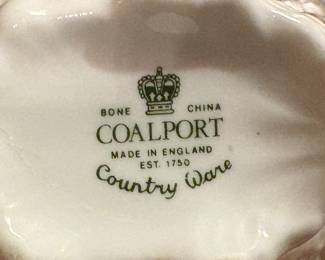 BONE CHINA
COALPORT
MADE IN ENGLAND
EST. 1750
Country Ware